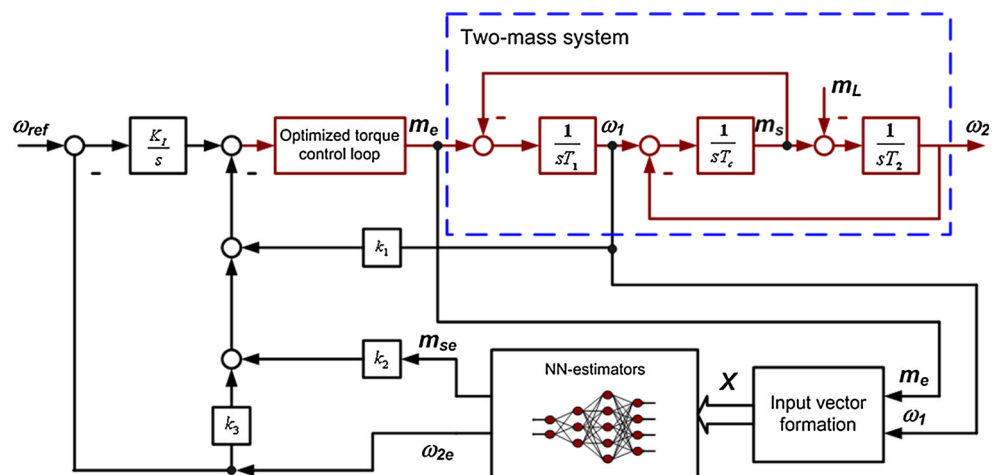 Two-mass system
ω_ref
-
K_I
s
-
Optimized torque
control loop
m_e
-
1
sT_1
ω_1
-
1
sT_c
m_s
m_L
-
1
sT_2
ω_2
k_1
k_2
m_se
k_3
ω_2e
NN-estimators
X
Input vector
formation
m_e
ω_1